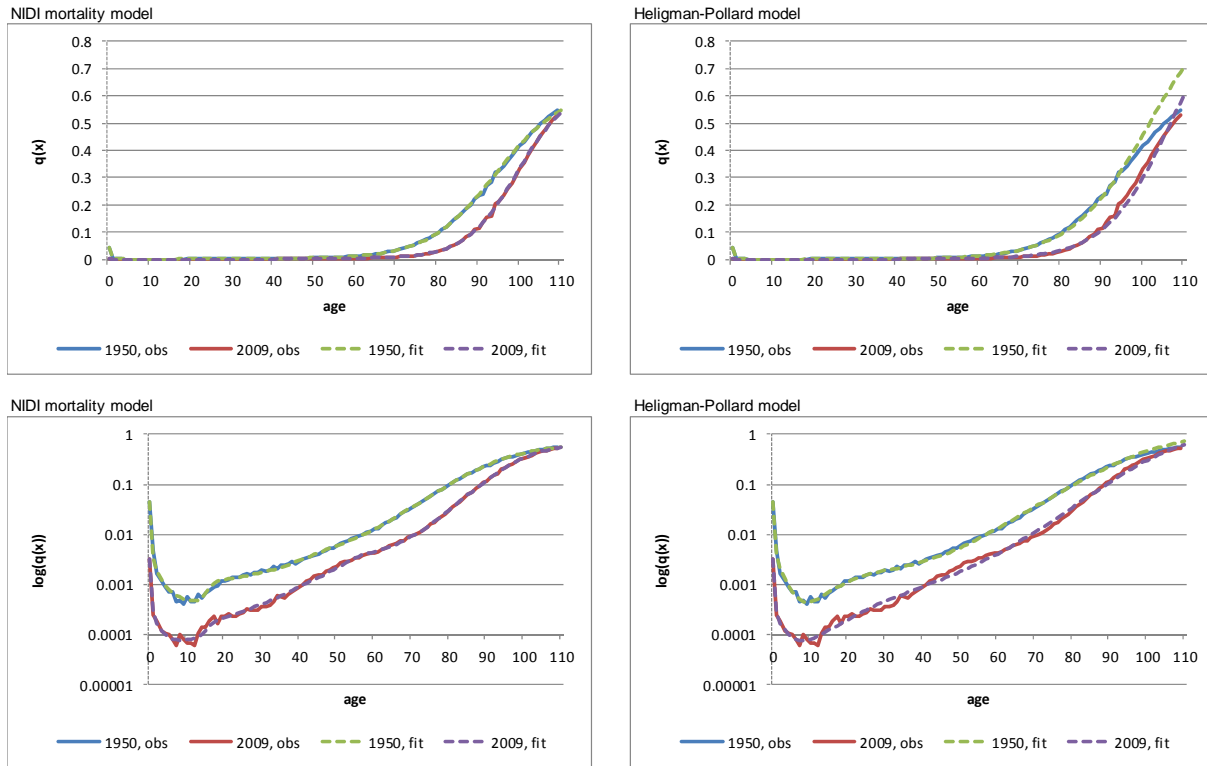 NIDI mortality model
0.8
0.7
0.6
0.5
0.4
0.3
0.2
0.1
0
q(x)
0 10 20 30 40 50 60 70 80 90 100 110
age
1950, obs 2009, obs 1950, fit 2009, fit
Heligman-Pollard model
0.8
0.7
0.6
0.5
0.4
0.3
0.2
0.1
0
q(x)
0 10 20 30 40 50 60 70 80 90 100 110
age
1950, obs 2009, obs 1950, fit 2009, fit
NIDI mortality model
1
0.1
0.01
0.001
0.0001
0.00001
log(q(x))
0 10 20 30 40 50 60 70 80 90 100 110
age
1950, obs 2009, obs 1950, fit 2009, fit
Heligman-Pollard model
1
0.1
0.01
0.001
0.0001
0.00001
log(q(x))
0 10 20 30 40 50 60 70 80 90 100 110
age
1950, obs 2009, obs 1950, fit 2009, fit